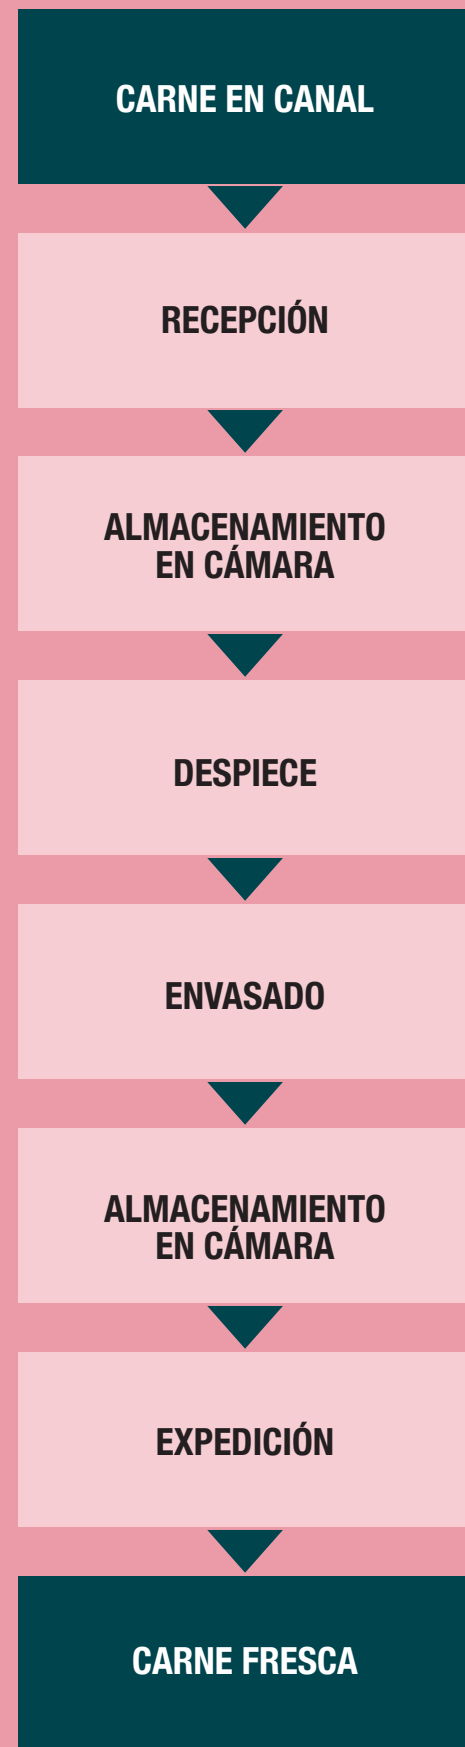 CARNE EN CANAL
RECEPCIÓN
ALMACENAMIENTO
EN CÁMARA
DESPIECE
ENVASADO
ALMACENAMIENTO
EN CÁMARA
EXPEDICIÓN
CARNE FRESCA